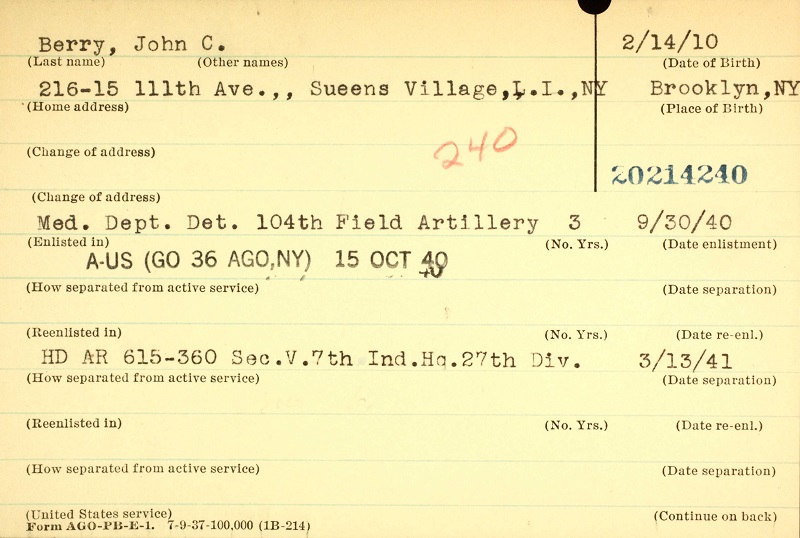 Berry, John C. 2/14/10
(Last name) (Other names) (Date of Birth)
216-15 111th Ave.,, Sueens Village,L.I.,NY Brooklyn,NY
(Home address) (Place of Birth)
240
(Change of address)
20214240
(Change of address)
Med. Dept. Det. 104th Field Artillery 3 9/30/40
(Enlisted in) (No. Yrs.) (Date enlistment)
A-US (GO 36 AGO,NY) 15 OCT 40
(How separated from active service) (Date separation)
(Reenlisted in) (No. Yrs.) (Date re-enl.)
HD AR 615-360 Sec.V.7th Ind.Hq.27th Div. 3/13/41
(How separated from active service) (Date separation)
(Reenlisted in) (No. Yrs.) (Date re-enl.)
(How separated from active service) (Date separation)
(United States service) (Continue on back)
Form AGO-PB-E-1. 7-9-37-100,000 (1B-214)